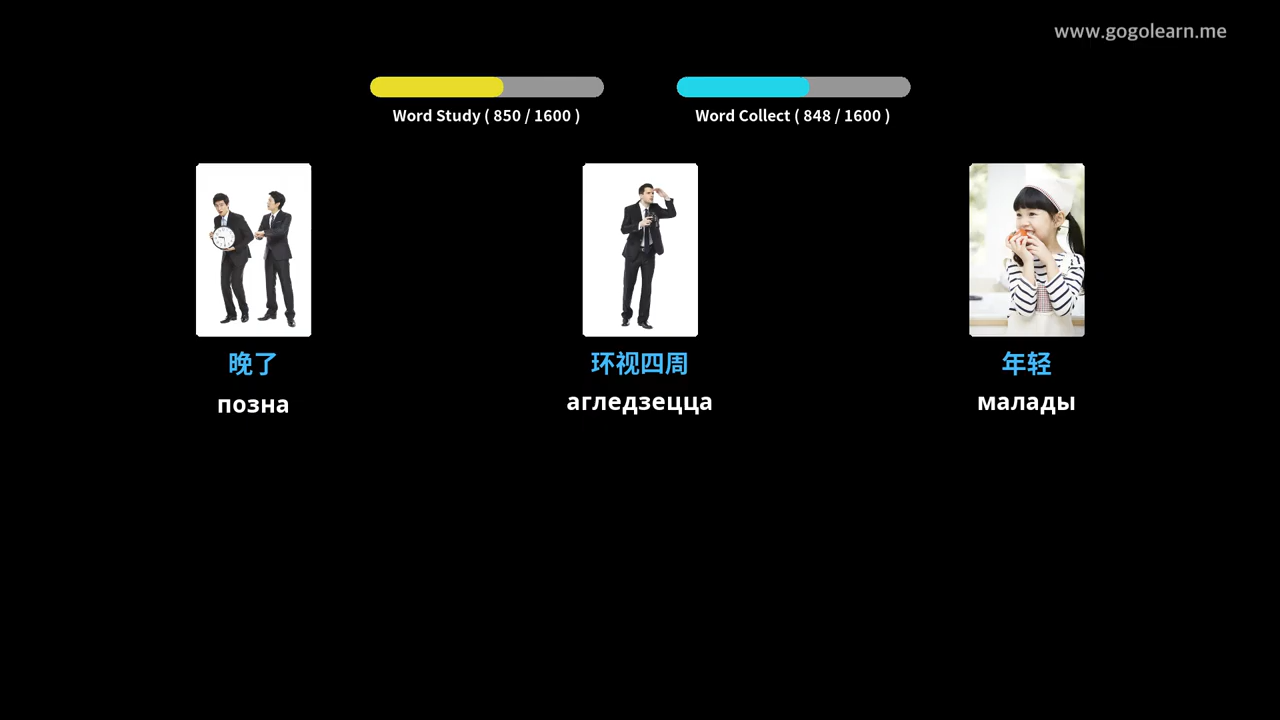 www.gogolearn.me
Word Study ( 850 / 1600 )
Word Collect ( 848 / 1600 )
晚了
позна
环视四周
агледзецца
年轻
малады